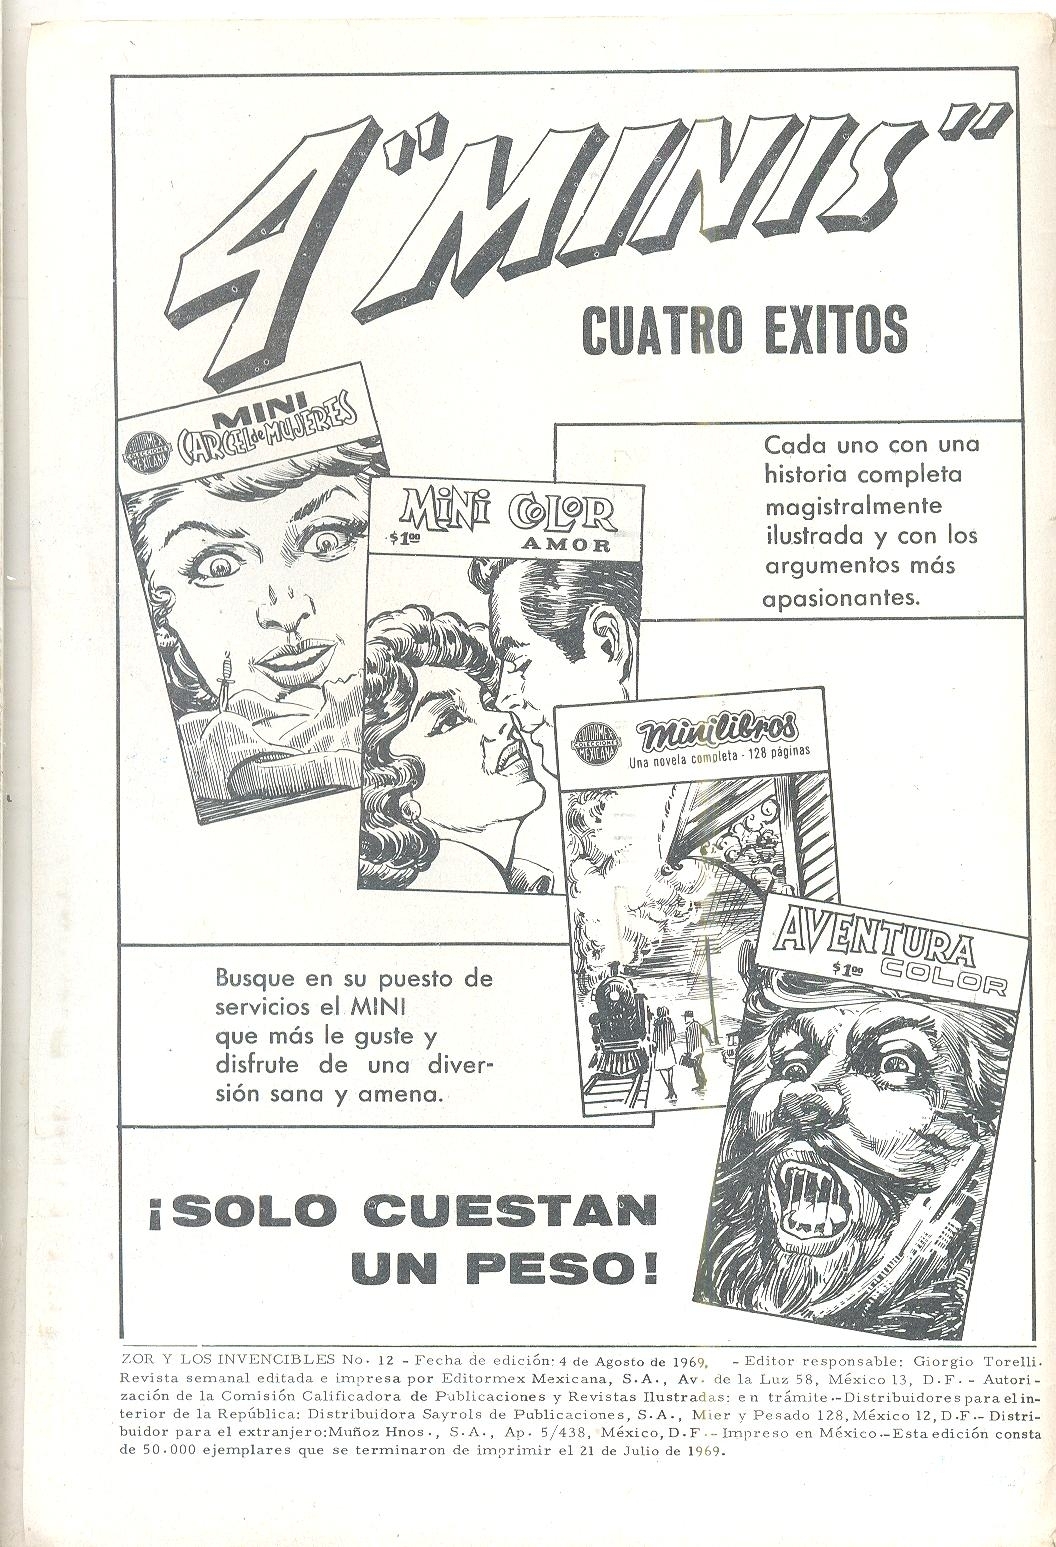 4 "MINIS"
CUATRO EXITOS
MINI
CARCEL de MUJERES
EDITORMEX
COLECCIONES
MEXICANA
MINI COLOR
$1.00
AMOR
Cada uno con una
historia completa
magistralmente
ilustrada y con los
argumentos más
apasionantes.
EDITORMEX
COLECCIONES
MEXICANA
Minilibros
Una novela completa - 128 páginas
AVENTURA
$1.00 COLOR
Busque en su puesto de
servicios el MINI
que más le guste y
disfrute de una diver-
sión sana y amena.
¡SOLO CUESTAN
UN PESO!
ZOR Y LOS INVENCIBLES No. 12 - Fecha de edición: 4 de Agosto de 1969. - Editor responsable: Giorgio Torelli.
Revista semanal editada e impresa por Editormex Mexicana, S.A., Av. de la Luz 58, México 13, D.F. - Autori-
zación de la Comisión Calificadora de Publicaciones y Revistas Ilustradas: en trámite.-Distribuidores para el in-
terior de la República: Distribuidora Sayrols de Publicaciones, S.A., Mier y Pesado 128, México 12, D.F.- Distri-
buidor para el extranjero: Muñoz Hnos., S.A., Ap. 5/438, México, D.F.- Impreso en México.-Esta edición consta
de 50.000 ejemplares que se terminaron de imprimir el 21 de Julio de 1969.